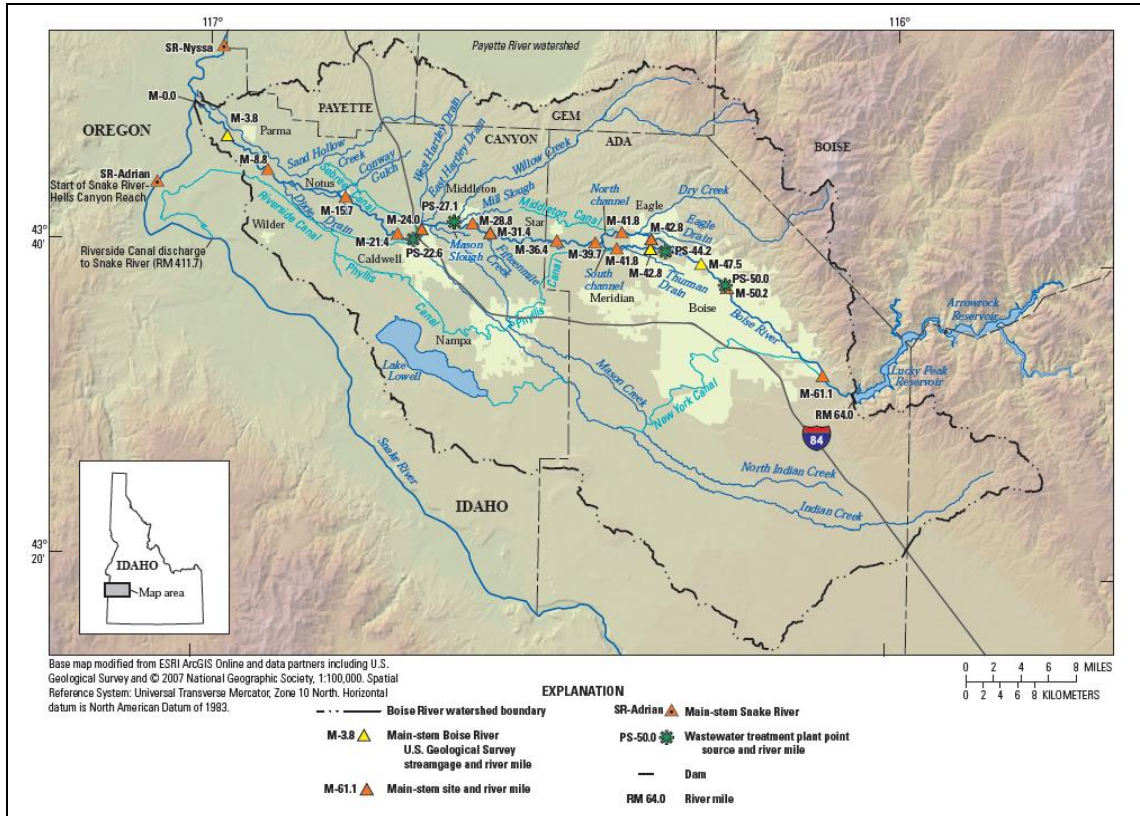 117°
116°
SR-Nyssa
Payette River watershed
M-0.0
PAYETTE
GEM
OREGON
M-3.8
Parma
CANYON
ADA
BOISE
Sand Hollow
Creek
Conway
Gulch
West Hartley Drain
East Hartley Drain
Willow Creek
SR-Adrian
Start of Snake River-
Hells Canyon Reach
M-8.8
Notus
Sebree Canal
Middleton
PS-27.1
Mill Slough
Middleton Canal
North
channel
Eagle
Dry Creek
Eagle
Drain
M-15.7
M-24.0
M-28.8
Star
M-41.8
M-42.8
Riverside Canal
Dixie
Drain
Wilder
M-31.4
43°
40'
M-21.4
PS-22.6
Mason
Slough
Fifteenmile
Creek
M-36.4
M-39.7
M-41.8
M-42.8
PS-44.2
M-47.5
PS-50.0
M-50.2
Riverside Canal discharge
to Snake River (RM 411.7)
Caldwell
Canal
South
channel
Thurman
Drain
Meridian
Boise
Boise River
Phyllis
Canal
Phyllis
Nampa
Arrowrock
Reservoir
Lake
Lowell
Mason Creek
New York Canal
Lucky Peak
Reservoir
M-61.1
RM 64.0
84
Snake River
North Indian Creek
IDAHO
Indian Creek
43°
20'
IDAHO
Map area
Base map modified from ESRI ArcGIS Online and data partners including U.S.
Geological Survey and © 2007 National Geographic Society, 1:100,000. Spatial
Reference System: Universal Transverse Mercator, Zone 10 North. Horizontal
datum is North American Datum of 1983.
0 2 4 6 8 MILES
0 2 4 6 8 KILOMETERS
EXPLANATION
Boise River watershed boundary
M-3.8 Main-stem Boise River
U.S. Geological Survey
streamgage and river mile
M-61.1 Main-stem site and river mile
SR-Adrian Main-stem Snake River
PS-50.0 Wastewater treatment plant point
source and river mile
Dam
RM 64.0 River mile